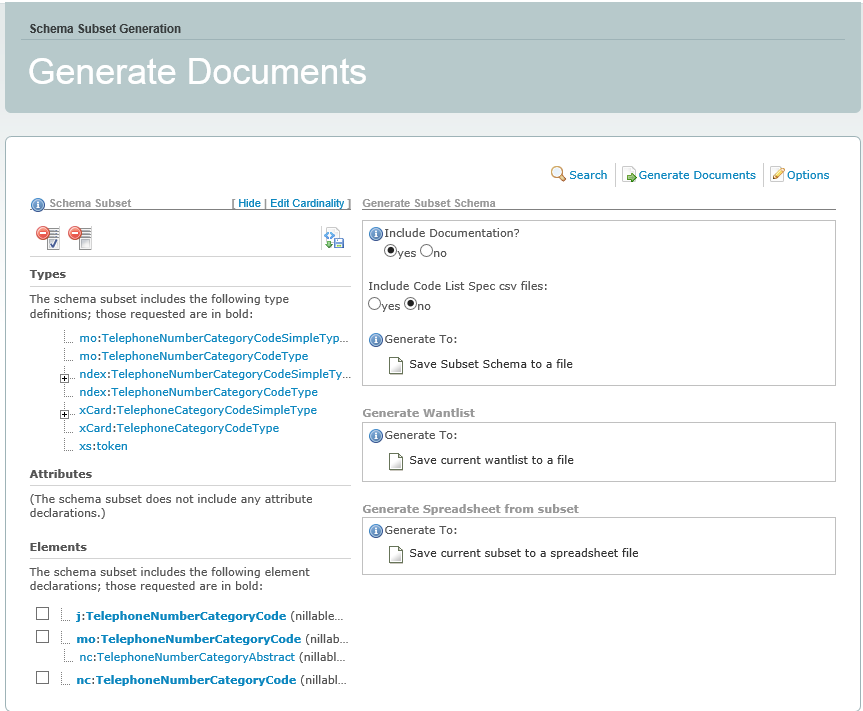 Schema Subset Generation
Generate Documents
Search
Generate Documents
Options
Schema Subset
[ Hide | Edit Cardinality ]
Types
The schema subset includes the following type
definitions; those requested are in bold:
mo:TelephoneNumberCategoryCodeSimpleTyp...
mo:TelephoneNumberCategoryCodeType
ndex:TelephoneNumberCategoryCodeSimpleTy...
ndex:TelephoneNumberCategoryCodeType
xCard:TelephoneCategoryCodeSimpleType
xCard:TelephoneCategoryCodeType
xs:token
Attributes
(The schema subset does not include any attribute
declarations.)
Elements
The schema subset includes the following element
declarations; those requested are in bold:
j:TelephoneNumberCategoryCode (nillable...
mo:TelephoneNumberCategoryCode (nillab...
nc:TelephoneNumberCategoryAbstract (nillabl...
nc:TelephoneNumberCategoryCode (nillabl...
Generate Subset Schema
Include Documentation?
yes no
Include Code List Spec csv files:
yes no
Generate To:
Save Subset Schema to a file
Generate Wantlist
Generate To:
Save current wantlist to a file
Generate Spreadsheet from subset
Generate To:
Save current subset to a spreadsheet file